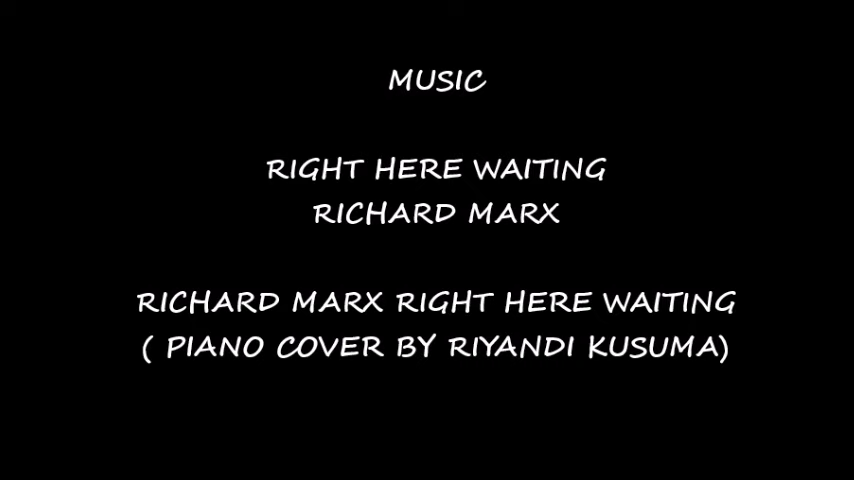 MUSIC
RIGHT HERE WAITING
RICHARD MARX
RICHARD MARX RIGHT HERE WAITING
( PIANO COVER BY RIYANDI KUSUMA)